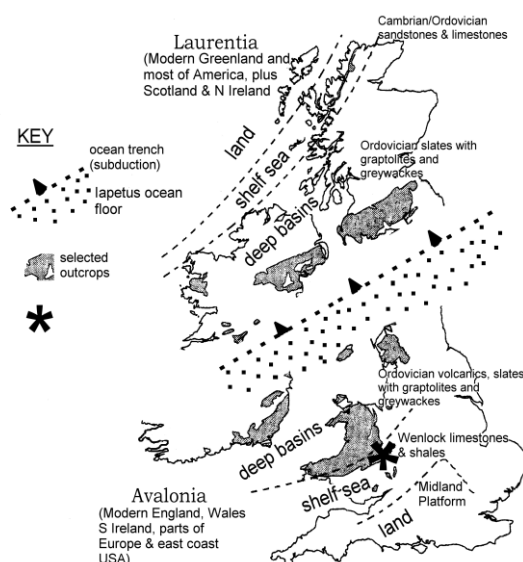 Cambrian/Ordovician
sandstones & limestones
Laurentia
(Modern Greenland and
most of America, plus
Scotland & N Ireland)
KEY
ocean trench
(subduction)
Iapetus ocean
floor
selected
outcrops
land
shelf sea
deep basins
Ordovician slates with
graptolites and
greywackes
Ordovician volcanics, slates
with graptolites and
greywackes
Wenlock limestones
& shales
deep basins
shelf sea
Midland
Platform
land
Avalonia
(Modern England, Wales
S Ireland, parts of
Europe & east coast
USA)